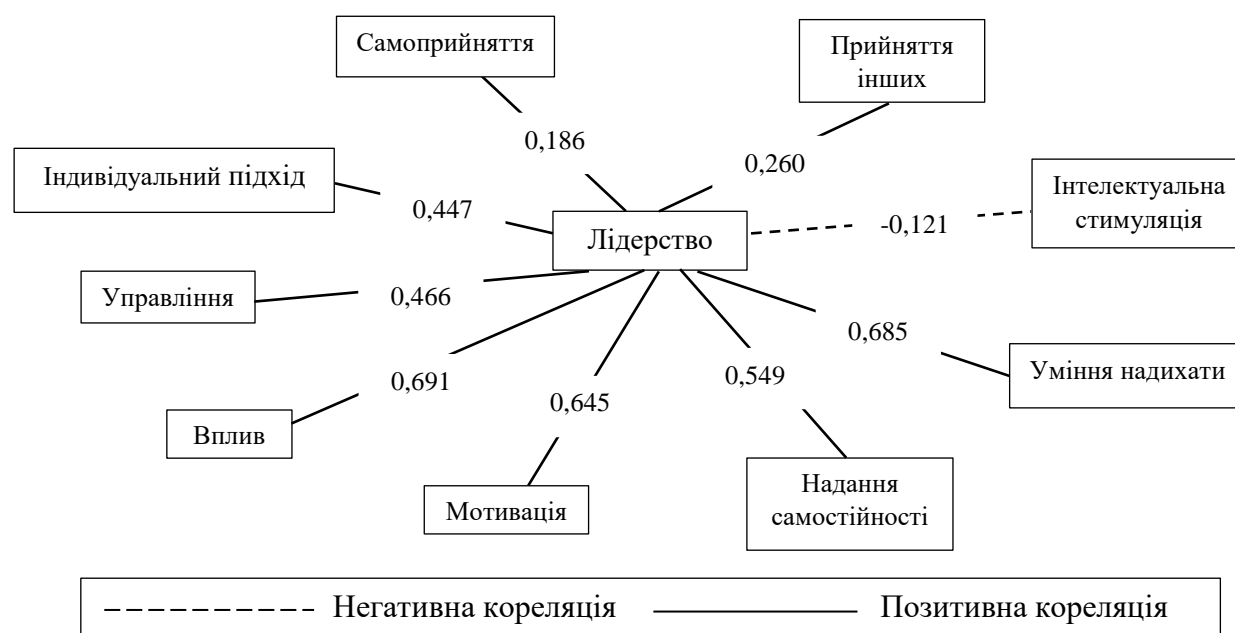 Самоприйняття
Прийняття
інших
0,186
0,260
Індивідуальний підхід
Інтелектуальна
стимуляція
0,447
Лідерство
-0,121
Управління
0,466
0,685
Уміння надихати
0,691
0,549
0,645
Вплив
Надання
самостійності
Мотивація
Негативна кореляція
Позитивна кореляція